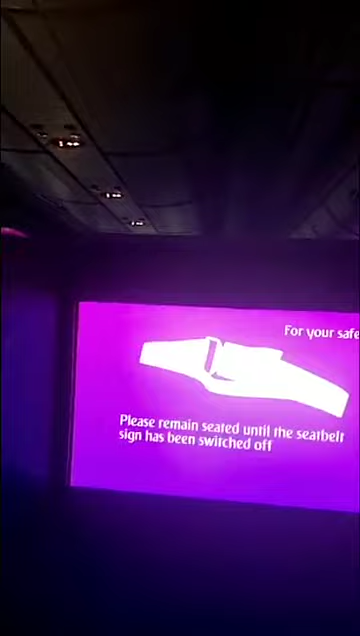 For your safe
Please remain seated until the seatbelt
sign has been switched off